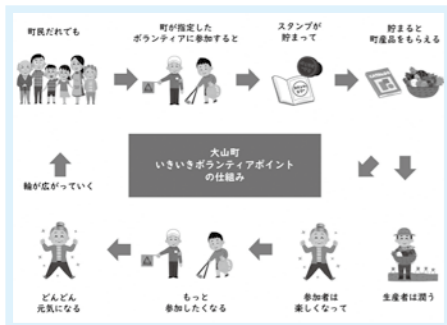 町民だれでも
町が指定した
ボランティアに参加すると
スタンプが
貯まって
貯まると
町産品をもらえる
大山町
いきいきボランティアポイント
の仕組み
輪が広がっていく
どんどん
元気になる
もっと
参加したくなる
参加者は
楽しくなって
生産者は潤う